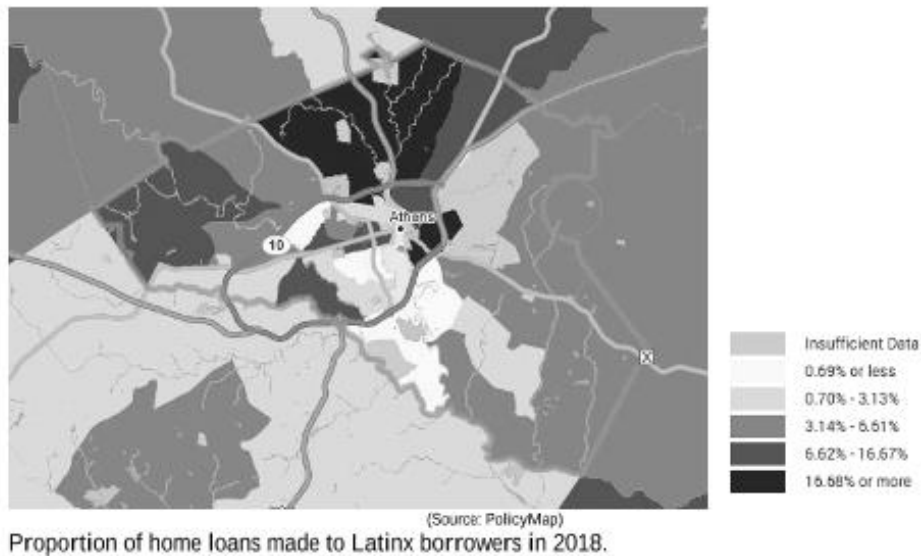 Athens
10
X
Insufficient Data
0.69% or less
0.70% - 3.13%
3.14% - 6.61%
6.62% - 16.67%
16.68% or more
(Source: PolicyMap)
Proportion of home loans made to Latinx borrowers in 2018.